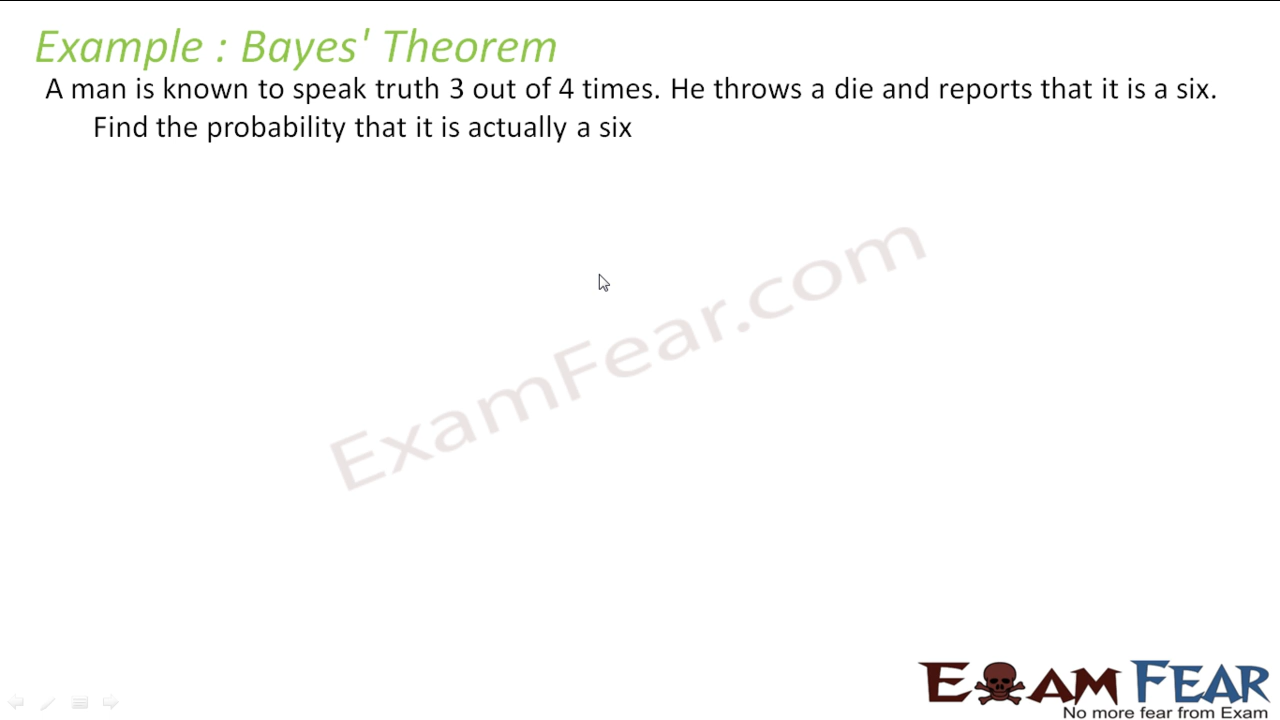 Example : Bayes' Theorem
A man is known to speak truth 3 out of 4 times. He throws a die and reports that it is a six.
Find the probability that it is actually a six
ExamFear.com
EXAM FEAR
No more fear from Exam